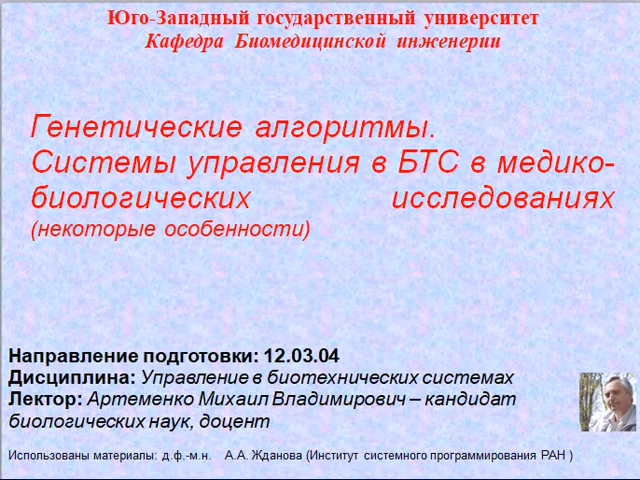 Юго-Западный государственный университет
Кафедра Биомедицинской инженерии
Генетические алгоритмы.
Системы управления в БТС в медико-
биологических исследованиях
(некоторые особенности)
Направление подготовки: 12.03.04
Дисциплина: Управление в биотехнических системах
Лектор: Артеменко Михаил Владимирович – кандидат
биологических наук, доцент
Использованы материалы: д.ф.-м.н. А.А. Жданова (Институт системного программирования РАН )